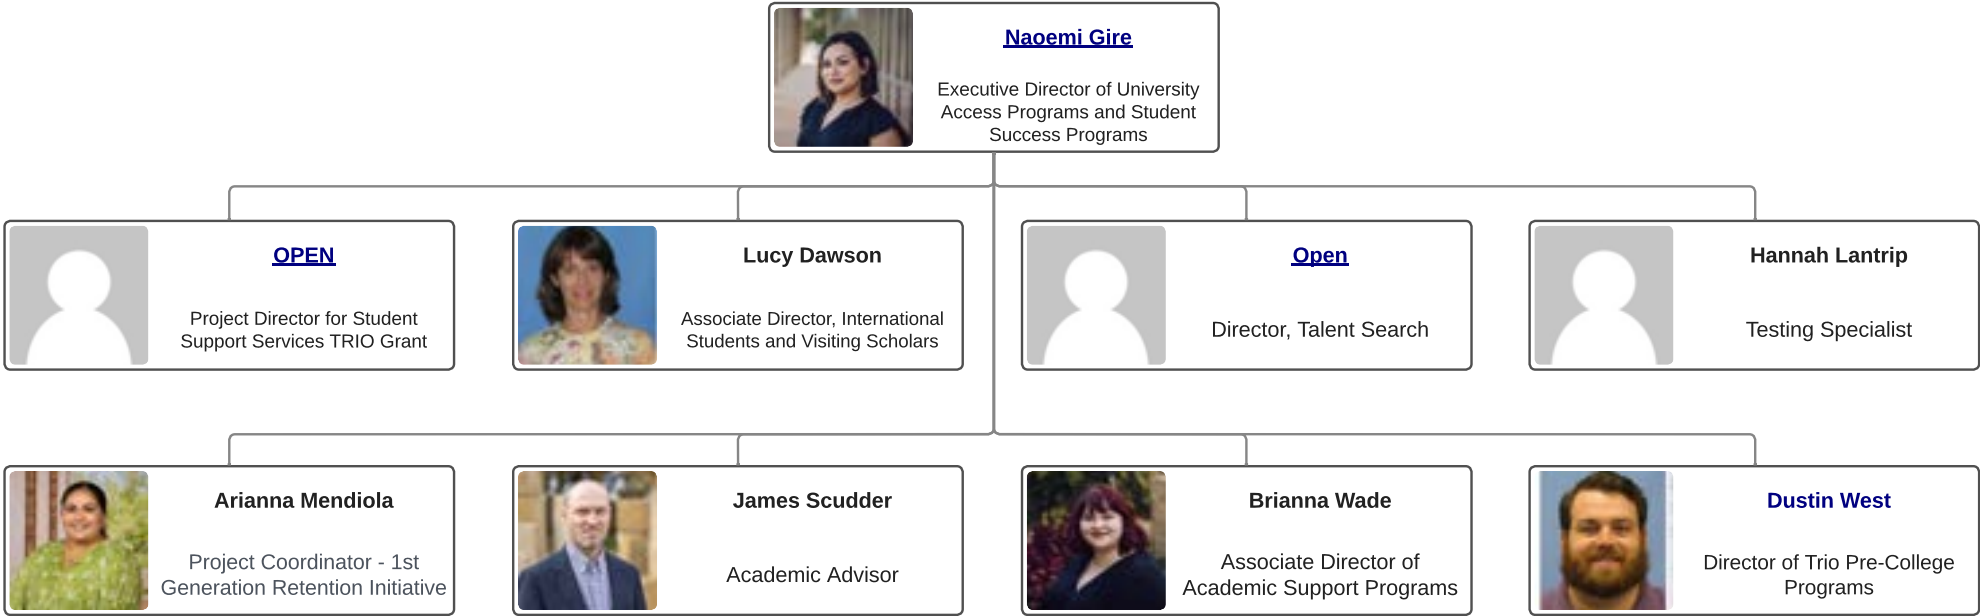 Naoemi Gire
Executive Director of University
Access Programs and Student
Success Programs
OPEN
Project Director for Student
Support Services TRIO Grant
Lucy Dawson
Associate Director, International
Students and Visiting Scholars
Open
Director, Talent Search
Hannah Lantrip
Testing Specialist
Arianna Mendiola
Project Coordinator - 1st
Generation Retention Initiative
James Scudder
Academic Advisor
Brianna Wade
Associate Director of
Academic Support Programs
Dustin West
Director of Trio Pre-College
Programs